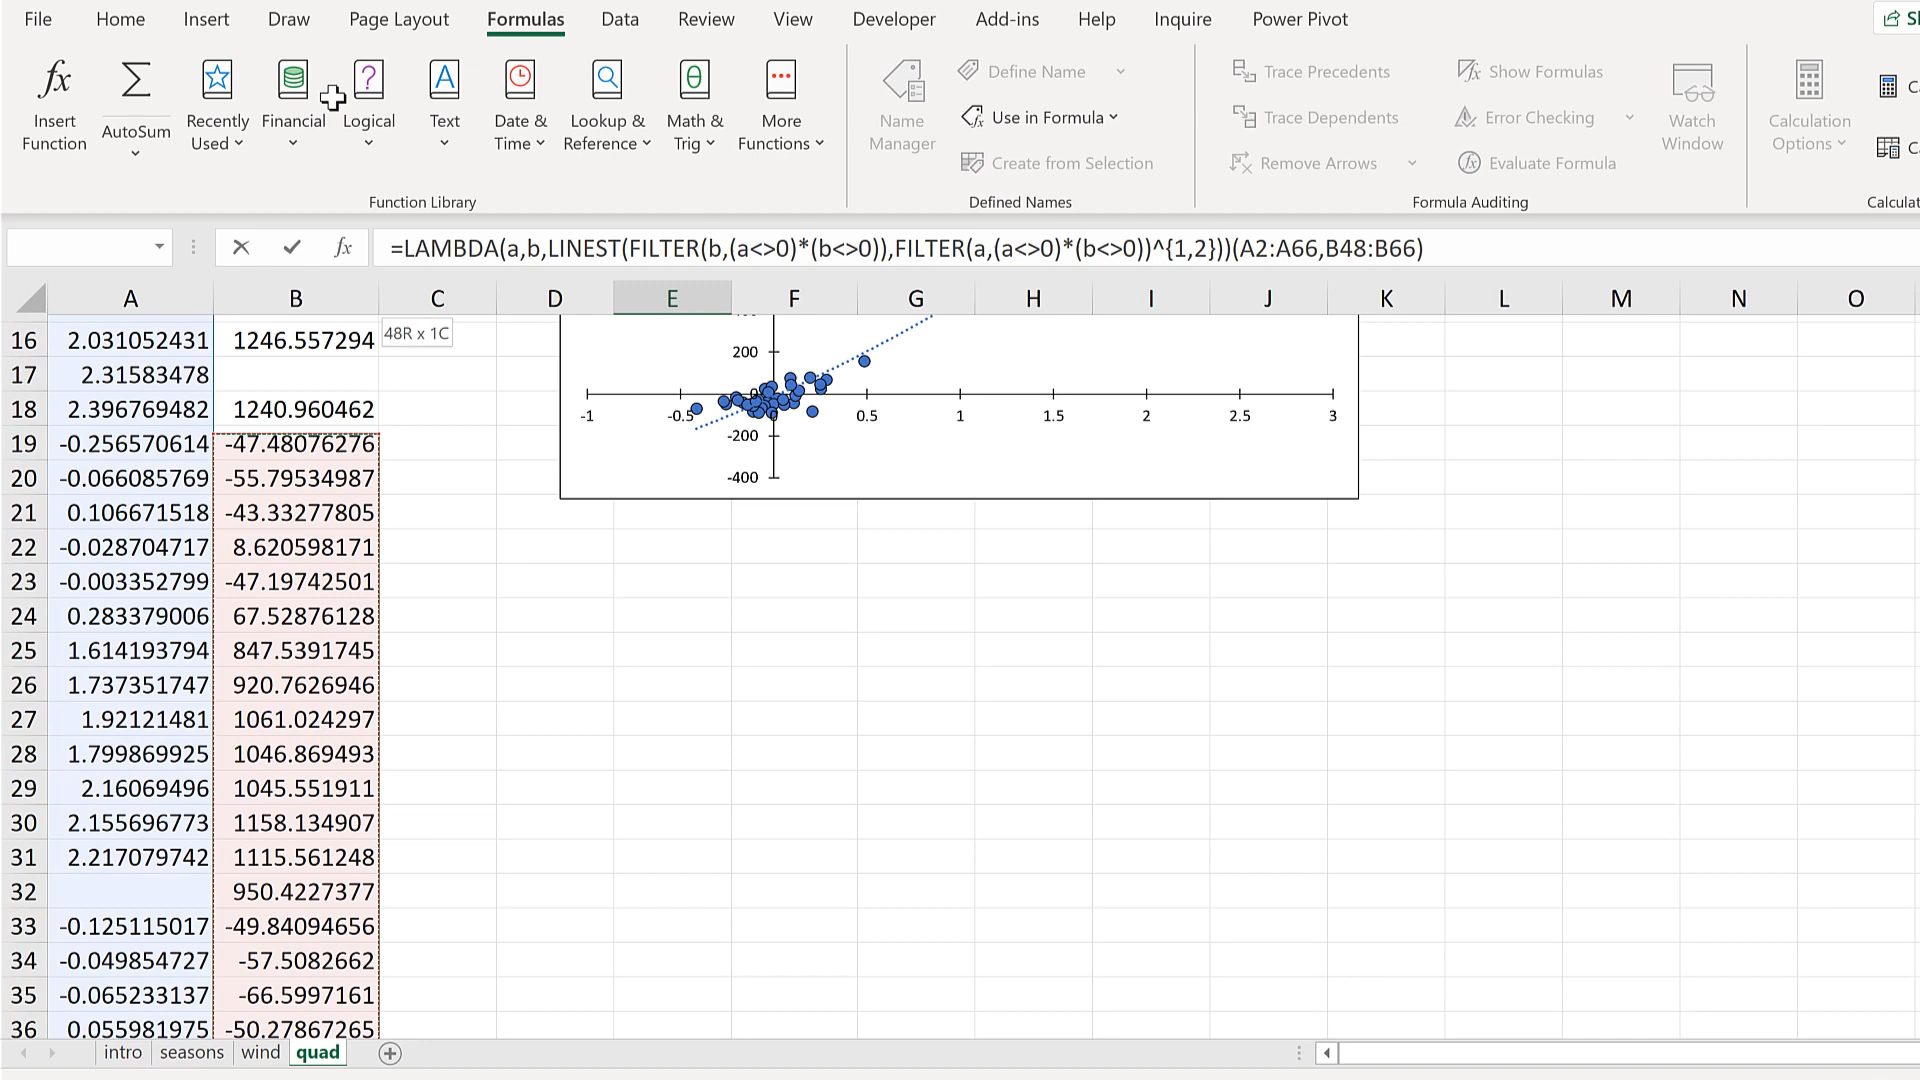 File Home Insert Draw Page Layout Formulas Data Review View Developer Add-ins Help Inquire Power Pivot
Insert Function
AutoSum
Recently Used
Financial
Logical
Text
Date & Time
Lookup & Reference
Math & Trig
More Functions
Function Library
Name Manager
Define Name
Use in Formula
Create from Selection
Defined Names
Trace Precedents
Trace Dependents
Remove Arrows
Show Formulas
Error Checking
Evaluate Formula
Watch Window
Formula Auditing
Calculation Options
fx =LAMBDA(a,b,LINEST(FILTER(b,(a<>0)*(b<>0)),FILTER(a,(a<>0)*(b<>0))^{1,2}))(A2:A66,B48:B66)
A B C D E F G H I J K L M N O
16 2.031052431 1246.557294 48R x 1C
17 2.31583478
18 2.396769482 1240.960462
19 -0.256570614 -47.48076276
20 -0.066085769 -55.79534987
21 0.106671518 -43.33277805
22 -0.028704717 8.620598171
23 -0.003352799 -47.19742501
24 0.283379006 67.52876128
25 1.614193794 847.5391745
26 1.737351747 920.7626946
27 1.92121481 1061.024297
28 1.799869925 1046.869493
29 2.16069496 1045.551911
30 2.155696773 1158.134907
31 2.217079742 1115.561248
32 950.4227377
33 -0.125115017 -49.84094656
34 -0.049854727 -57.5082662
35 -0.065233137 -66.5997161
36 0.055981975 -50.27867265
200
0
-1 -0.5 0 0.5 1 1.5 2 2.5 3
-200
-400
intro seasons wind quad